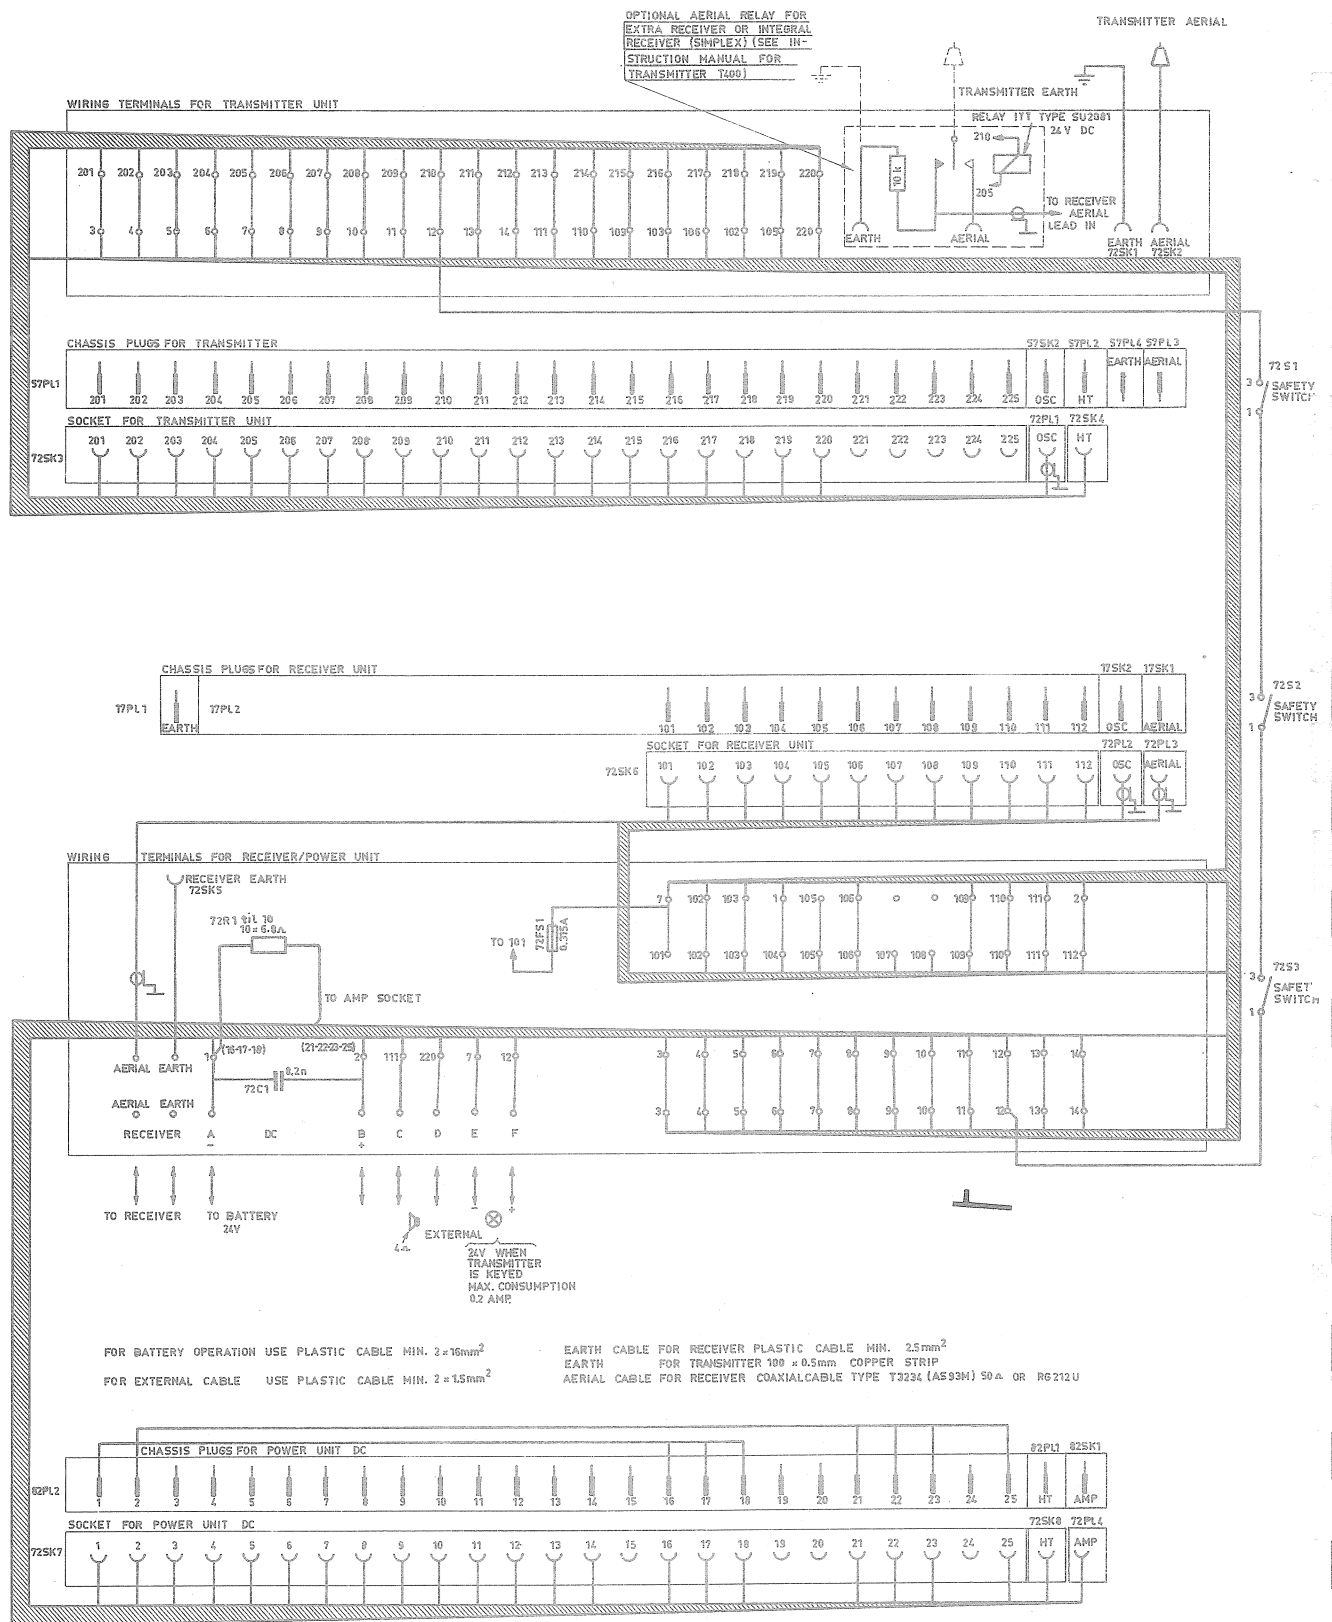 OPTIONAL AERIAL RELAY FOR
EXTRA RECEIVER OR INTEGRAL
RECEIVER (SIMPLEX) (SEE IN-
STRUCTION MANUAL FOR
TRANSMITTER T400)
TRANSMITTER AERIAL
TRANSMITTER EARTH
RELAY ITT TYPE SU2081
24V DC
210
205
10 k
TO RECEIVER
AERIAL
LEAD IN
EARTH
AERIAL
EARTH AERIAL
72SK1 72SK2
WIRING TERMINALS FOR TRANSMITTER UNIT
201 202 203 204 205 206 207 208 209 210 211 212 213 214 215 216 217 218 219 220
3 4 5 6 7 8 9 10 11 12 13 14 111 110 109 103 106 102 105 220
CHASSIS PLUGS FOR TRANSMITTER
57SK2 57PL2 57PL4 57PL3
EARTH AERIAL
57PL1
201 202 203 204 205 206 207 208 209 210 211 212 213 214 215 216 217 218 219 220 221 222 223 224 225 OSC HT
72S1
3
SAFETY
SWITCH
1
SOCKET FOR TRANSMITTER UNIT
72PL1 72SK4
72SK3
201 202 203 204 205 206 207 208 209 210 211 212 213 214 215 216 217 218 219 220 221 222 223 224 225 OSC HT
CHASSIS PLUGS FOR RECEIVER UNIT
17SK2 17SK1
17PL1
EARTH
17PL2
101 102 103 104 105 106 107 108 109 110 111 112 OSC AERIAL
72S2
3
SAFETY
SWITCH
1
SOCKET FOR RECEIVER UNIT
72PL2 72PL3
72SK6
101 102 103 104 105 106 107 108 109 110 111 112 OSC AERIAL
WIRING TERMINALS FOR RECEIVER/POWER UNIT
RECEIVER EARTH
72SK5
72R1 til 10
10×6.8Ω
TO 101
72FS1
0.315A
7 102 103 1 105 106 109 110 111 2
101 102 103 104 105 106 107 108 109 110 111 112
72S3
3
SAFET
SWITCH
1
TO AMP SOCKET
1 (16-17-18)
(21-22-23-25)
2 111 220 7 12
3 4 5 6 7 8 9 10 11 12 13 14
AERIAL EARTH
72C1
8,2n
AERIAL EARTH
3 4 5 6 7 8 9 10 11 12 13 14
RECEIVER A DC B C D E F
- +
TO RECEIVER
TO BATTERY
24V
4Ω
EXTERNAL
- +
24V WHEN
TRANSMITTER
IS KEYED
MAX. CONSUMPTION
0.2 AMP.
FOR BATTERY OPERATION USE PLASTIC CABLE MIN. 2×16mm²
FOR EXTERNAL CABLE USE PLASTIC CABLE MIN. 2×1.5mm²
EARTH CABLE FOR RECEIVER PLASTIC CABLE MIN. 2.5mm²
EARTH FOR TRANSMITTER 100 × 0.5mm COPPER STRIP
AERIAL CABLE FOR RECEIVER COAXIALCABLE TYPE T3234 (AS93M) 50Ω OR RG212U
CHASSIS PLUGS FOR POWER UNIT DC
82PL1 82SK1
82PL2
1 2 3 4 5 6 7 8 9 10 11 12 13 14 15 16 17 18 19 20 21 22 23 24 25 HT AMP
SOCKET FOR POWER UNIT DC
72SK8 72PL4
72SK7
1 2 3 4 5 6 7 8 9 10 11 12 13 14 15 16 17 18 19 20 21 22 23 24 25 HT AMP